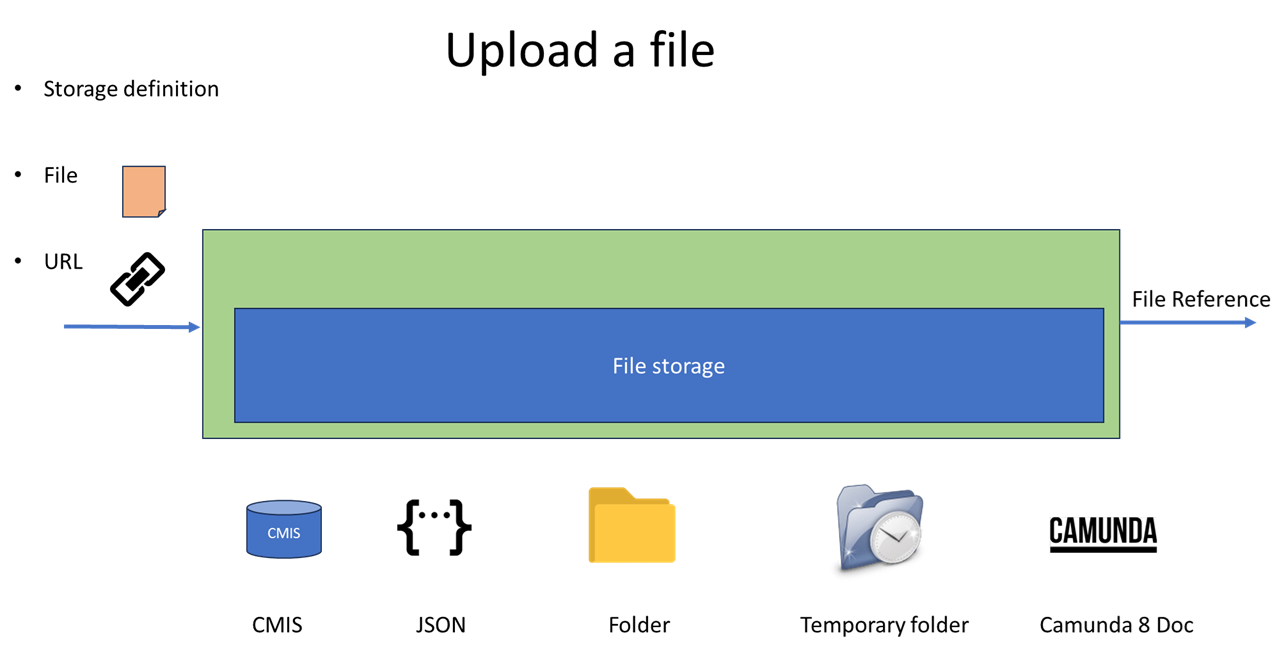 Upload a file
• Storage definition
• File
• URL
File Reference
File storage
CMIS
{...}
CAMUNDA
CMIS
JSON
Folder
Temporary folder
Camunda 8 Doc